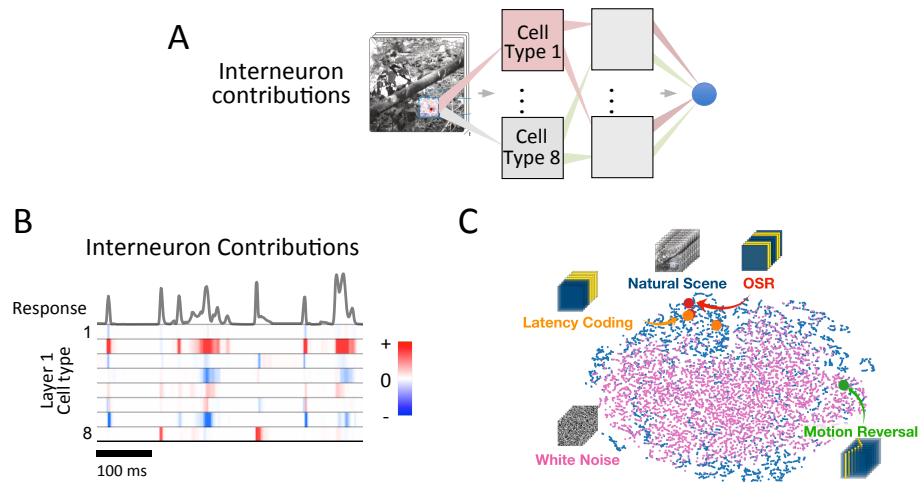 A
Interneuron
contributions
Cell
Type 1
Cell
Type 8
B
Interneuron Contributions
Response
Layer 1
Cell type
1
8
+
0
-
100 ms
C
Natural Scene
OSR
Latency Coding
White Noise
Motion Reversal